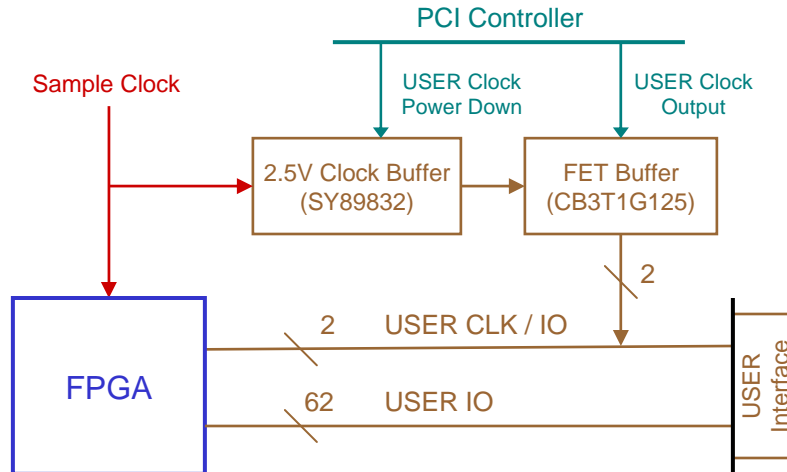 PCI Controller
Sample Clock
USER Clock
Power Down
USER Clock
Output
2.5V Clock Buffer
(SY89832)
FET Buffer
(CB3T1G125)
2
2
USER CLK / IO
FPGA
62
USER IO
USER
Interface